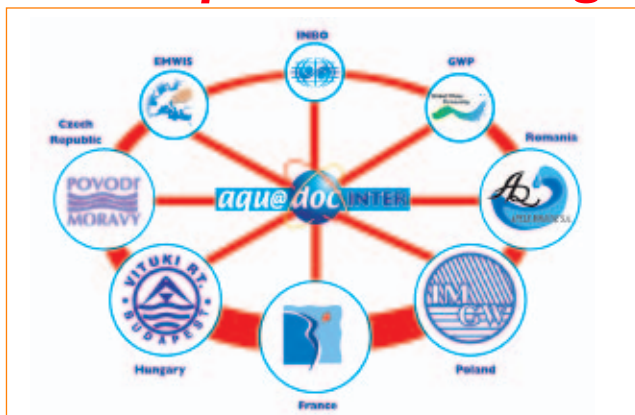 INBO
EMWIS
GWP
Czech
Republic
Romania
POVODÍ
MORAVY
aqu@doc INTER
VITUKI RT.
BUDAPEST
IMGW
Hungary
France
Poland